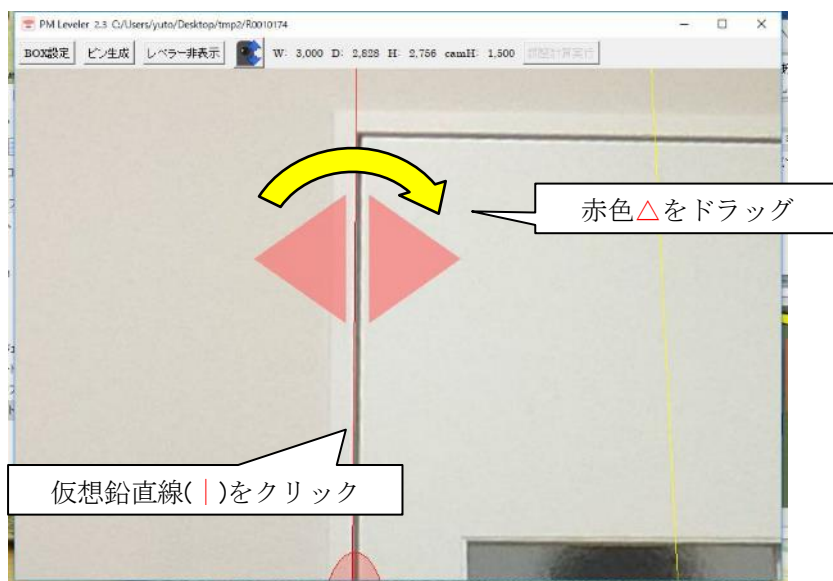 PM Leveler 2.3 C:/Users/yuto/Desktop/tmp2/R0010174
BOX設定 ピン生成 レベラー非表示 W: 3,000 D: 2,828 H: 2,756 camH: 1,500
赤色△をドラッグ
仮想鉛直線(｜)をクリック